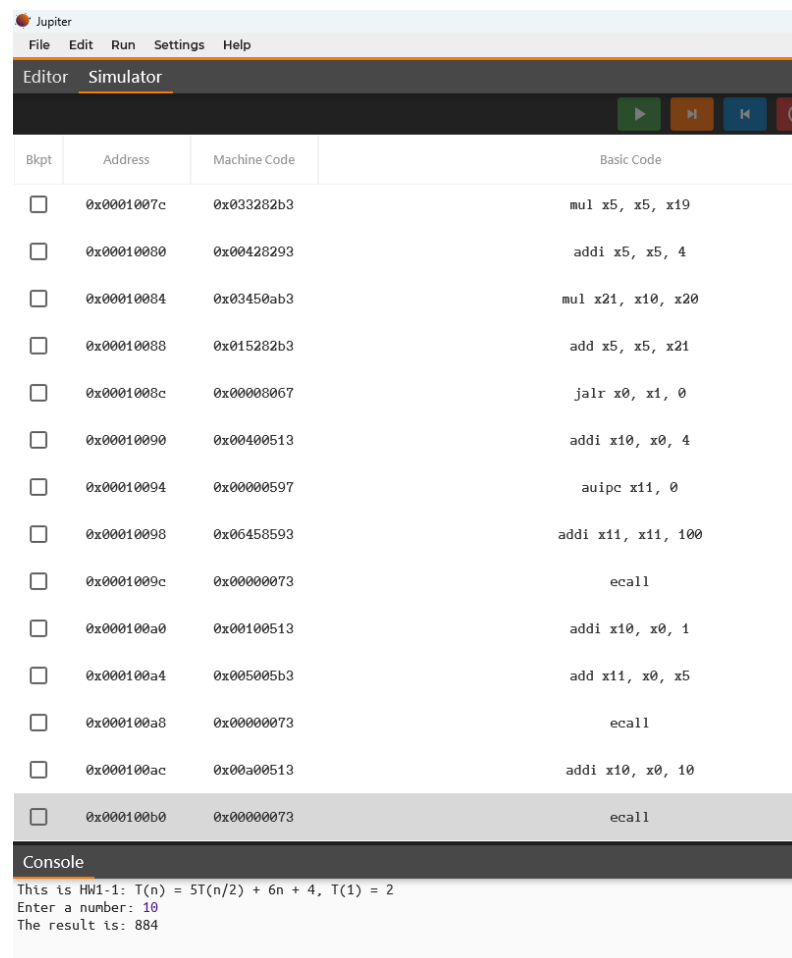 Jupiter
File Edit Run Settings Help
Editor Simulator
Bkpt Address Machine Code Basic Code
0x0001007c 0x033282b3 mul x5, x5, x19
0x00010080 0x00428293 addi x5, x5, 4
0x00010084 0x03450ab3 mul x21, x10, x20
0x00010088 0x015282b3 add x5, x5, x21
0x0001008c 0x00008067 jalr x0, x1, 0
0x00010090 0x00400513 addi x10, x0, 4
0x00010094 0x00000597 auipc x11, 0
0x00010098 0x06458593 addi x11, x11, 100
0x0001009c 0x00000073 ecall
0x000100a0 0x00100513 addi x10, x0, 1
0x000100a4 0x005005b3 add x11, x0, x5
0x000100a8 0x00000073 ecall
0x000100ac 0x00a00513 addi x10, x0, 10
0x000100b0 0x00000073 ecall
Console
This is HW1-1: T(n) = 5T(n/2) + 6n + 4, T(1) = 2
Enter a number: 10
The result is: 884